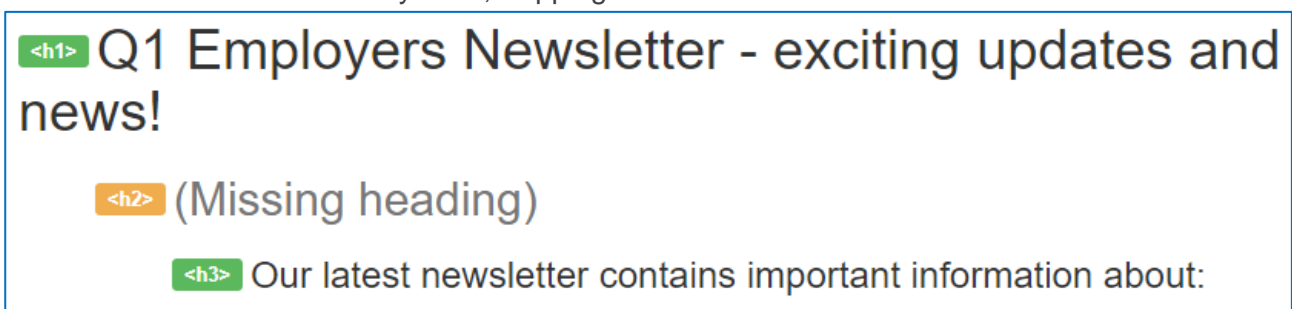 <h1> Q1 Employers Newsletter - exciting updates and
news!
<h2> (Missing heading)
<h3> Our latest newsletter contains important information about: